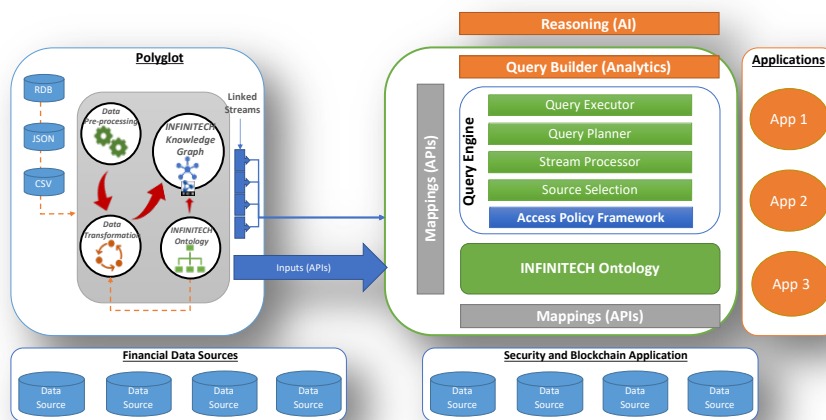 Polyglot
RDB
JSON
CSV
Data
Pre-processing
INFINITECH
Knowledge
Graph
Data
Transformation
INFINITECH
Ontology
Linked
Streams
Inputs (APIs)
Reasoning (AI)
Query Builder (Analytics)
Mappings (APIs)
Query Engine
Query Executor
Query Planner
Stream Processor
Source Selection
Access Policy Framework
INFINITECH Ontology
Mappings (APIs)
Applications
App 1
App 2
App 3
Financial Data Sources
Data
Source
Data
Source
Data
Source
Data
Source
Security and Blockchain Application
Data
Source
Data
Source
Data
Source
Data
Source